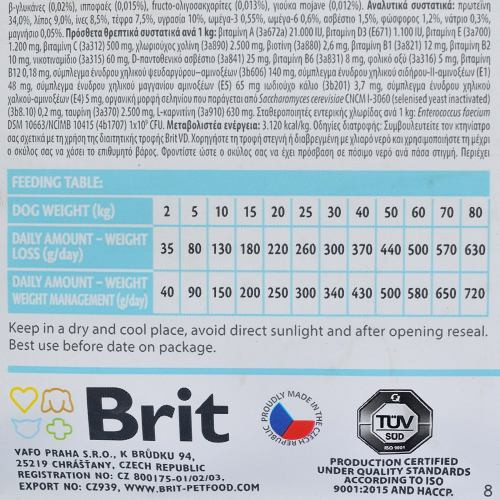 β-γλυκάνες (0,02%), ιπποφαές (0,015%), fructo-ολιγοσακχαρίτες (0,013%), γιούκα mojave (0,012%). Αναλυτικά συστατικά: πρωτεΐνη
34,0%, λίπος 9,0%, ίνες 8,5%, τέφρα 7,5%, υγρασία 10%, ωμέγα-3 0,55%, ωμέγα-6 0,6%, ασβέστιο 1,5%, φώσφορος 1,2%, νάτριο 0,3%,
μαγνήσιο 0,05%. Πρόσθετα θρεπτικά συστατικά ανά 1 kg: βιταμίνη A (3a672a) 21.000 IU, βιταμίνη D3 (E671) 1.100 IU, βιταμίνη E (3a700)
1.200 mg, βιταμίνη C (3a312) 500 mg, χλωριούχος χολίνη (3a890) 2.500 mg, βιοτίνη (3a880) 2,6 mg, βιταμίνη B1 (3a821) 12 mg, βιταμίνη B2
10 mg, νικοτιναμίδιο (3a315) 60 mg, D-παντοθενικό ασβέστιο (3a841) 25 mg, βιταμίνη B6 (3a831) 8 mg, φολικό οξύ (3a316) 5 mg, βιταμίνη
B12 0,18 mg, σύμπλεγμα ένυδρου χηλικού ψευδαργύρου–αμινοξέων (3b606) 140 mg, σύμπλεγμα ένυδρου χηλικού σιδήρου-ΙΙ-αμινοξέων (E1)
48 mg, σύμπλεγμα ένυδρου χηλικού μαγγανίου αμινοξέων (E5) 65 mg ιωδιούχο κάλιο (3b201) 3,7 mg, σύμπλεγμα ένυδρου χηλικού
χαλκού-αμινοξέων (E4) 5 mg, οργανική μορφή σεληνίου που παράγεται από Saccharomyces cerevisiae CNCM I-3060 (selenised yeast inactivated)
(3b8.10) 0,2 mg, ταυρίνη (3a370) 2.500 mg, L-καρνιτίνη (3a910) 630 mg. Σταθεροποιητές εντερικής χλωρίδας ανά 1 kg: Enterococcus faecium
DSM 10663/NCIMB 10415 (4b1707) 1x10⁹ CFU. Μεταβολιστέα ενέργεια: 3.120 kcal/kg. Οδηγίες διατροφής: Συμβουλευτείτε τον κτηνίατρο
σας σχετικά με τη χρήση της διαιτητικής τροφής Brit VD. Χορηγήστε τη τροφή στεγνή ή διαβρεγμένη με χλιαρό νερό και χρησιμοποιήστε τη μέχρι
ο σκύλος σας να χάσει το επιθυμητό βάρος. Φροντίστε ώστε ο σκύλος σας να έχει πρόσβαση σε πόσιμο νερό ανά πάσα στιγμή. Περιέχει
FEEDING TABLE:
DOG WEIGHT (kg) 2 5 10 15 20 25 30 40 50 60 70 80
DAILY AMOUNT – WEIGHT LOSS (g/day) 35 80 130 180 220 260 300 370 440 500 570 630
DAILY AMOUNT – WEIGHT WEIGHT MANAGEMENT (g/day) 40 90 150 200 250 300 340 430 500 580 650 720
Keep in a dry and cool place, avoid direct sunlight and after opening reseal.
Best use before date on package.
Brit
PROUDLY MADE IN THE CZECH REPUBLIC
TÜV
SÜD
ISO 9001
VAFO PRAHA S.R.O., K BRŮDKU 94,
25219 CHRÁŠŤANY, CZECH REPUBLIC
REGISTRATION NO: CZ 800175-01/02/03.
EXPORT NO: CZ939, WWW.BRIT-PETFOOD.COM
PRODUCTION CERTIFIED
UNDER QUALITY STANDARDS
ACCORDING TO ISO
9001:2015 AND HACCP.
8